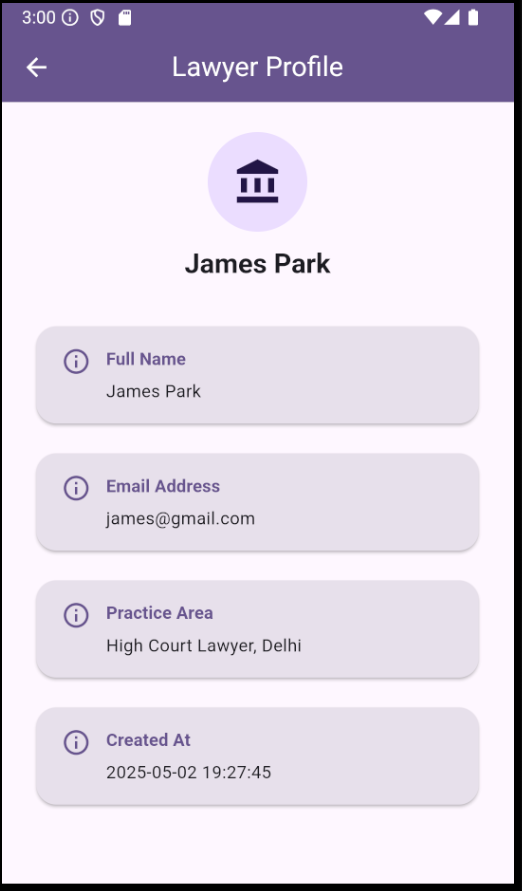 3:00
Lawyer Profile
James Park
Full Name
James Park
Email Address
james@gmail.com
Practice Area
High Court Lawyer, Delhi
Created At
2025-05-02 19:27:45